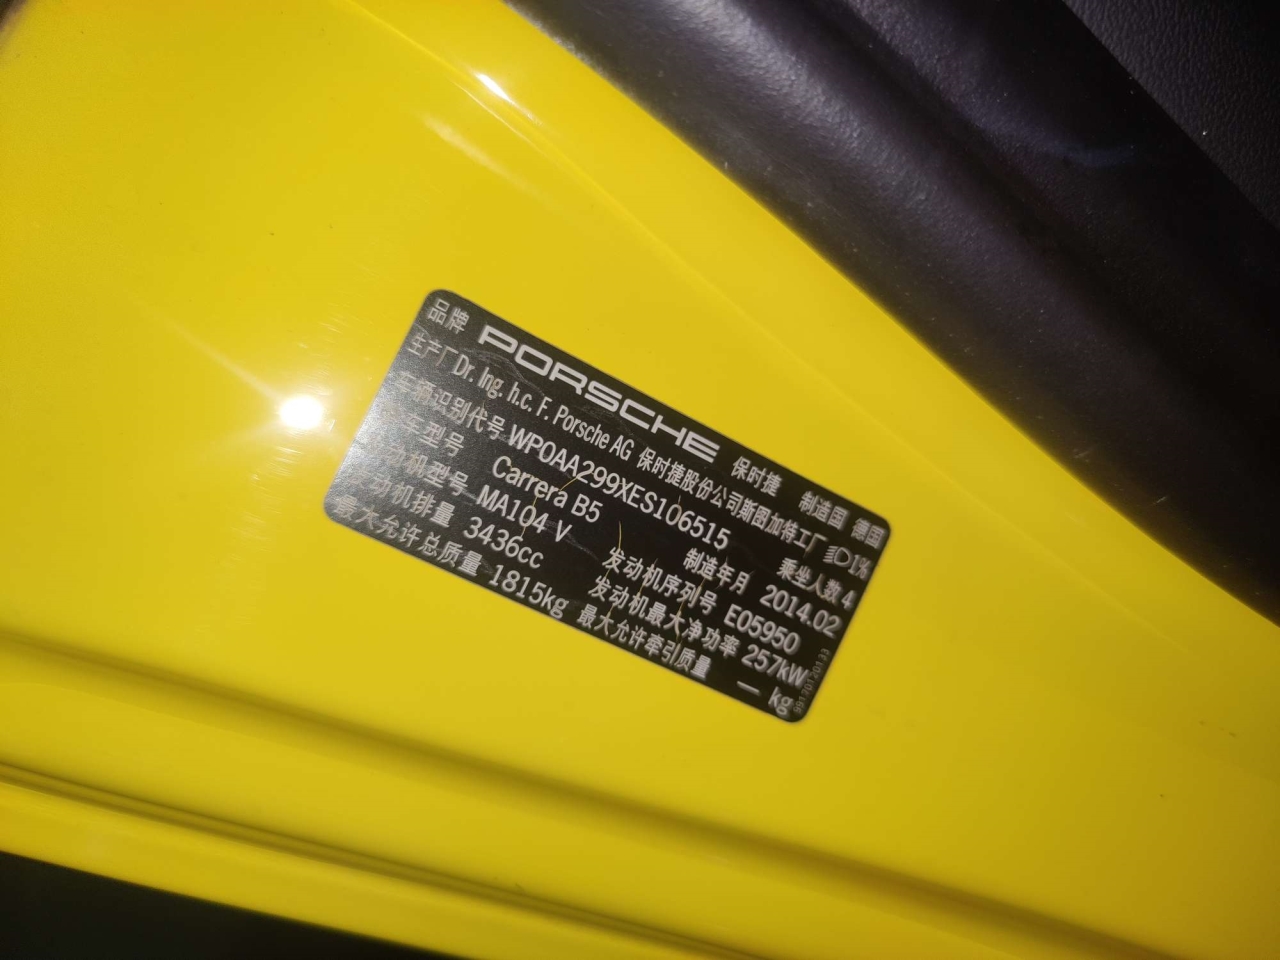 品牌 PORSCHE 保时捷 制造国 德国
生产厂 Dr. Ing. h.c. F. Porsche AG 保时捷股份公司斯图加特工厂 1%
车辆识别代号 WP0AA299XES106515 乘坐人数 4
车型号 Carrera B5 制造年月 2014.02
发动机型号 MA104 V 发动机序列号 E05950
发动机排量 3436cc 发动机最大净功率 257kW
最大允许总质量 1815kg 最大允许牵引质量 — kg